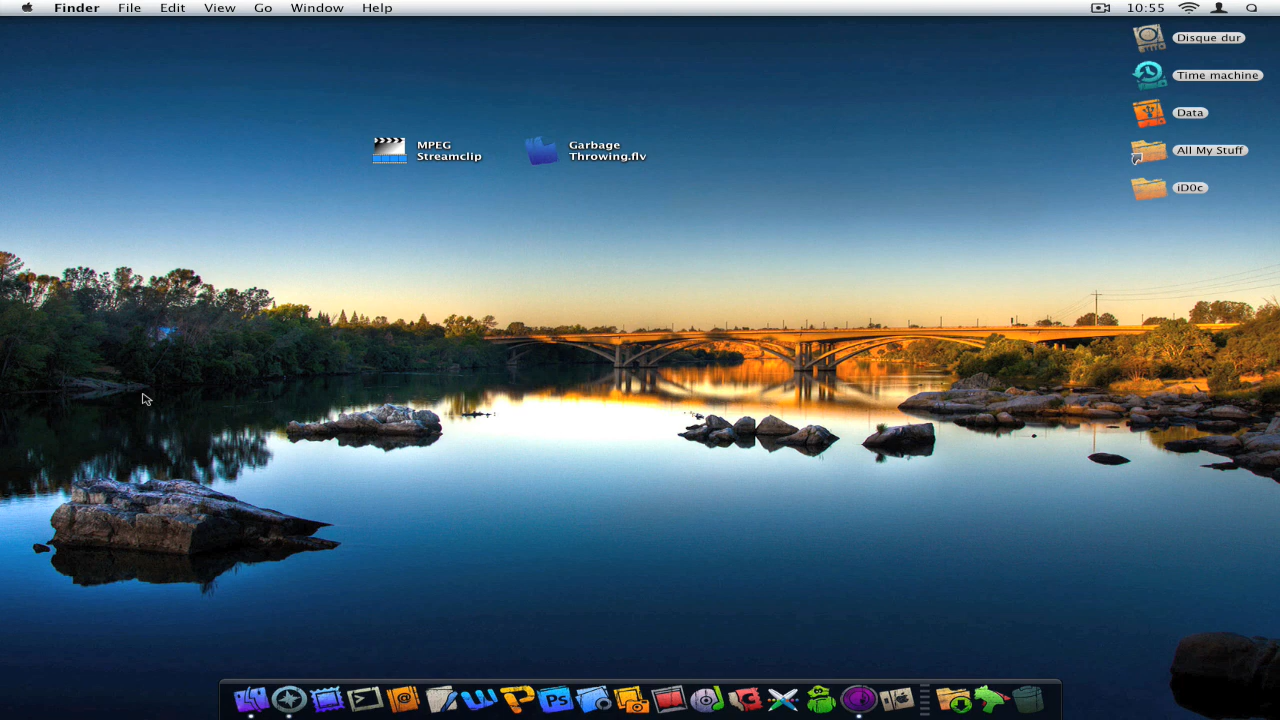 Finder File Edit View Go Window Help 10:55
Disque dur
Time machine
MPEG
Streamclip
Garbage
Throwing.flv
Data
All My Stuff
iD0c
@
Ps